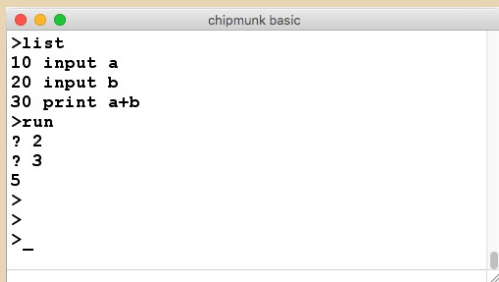 chipmunk basic
>list
10 input a
20 input b
30 print a+b
>run
? 2
? 3
5
>
>
>_